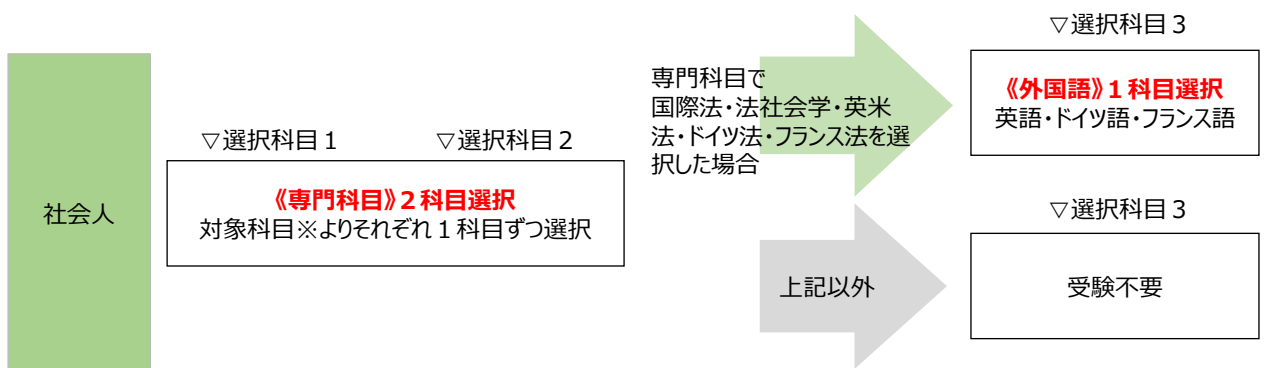 社会人
▽選択科目１
▽選択科目２
《専門科目》２科目選択
対象科目※よりそれぞれ１科目ずつ選択
専門科目で
国際法・法社会学・英米
法・ドイツ法・フランス法を選
択した場合
▽選択科目３
《外国語》１科目選択
英語・ドイツ語・フランス語
上記以外
▽選択科目３
受験不要